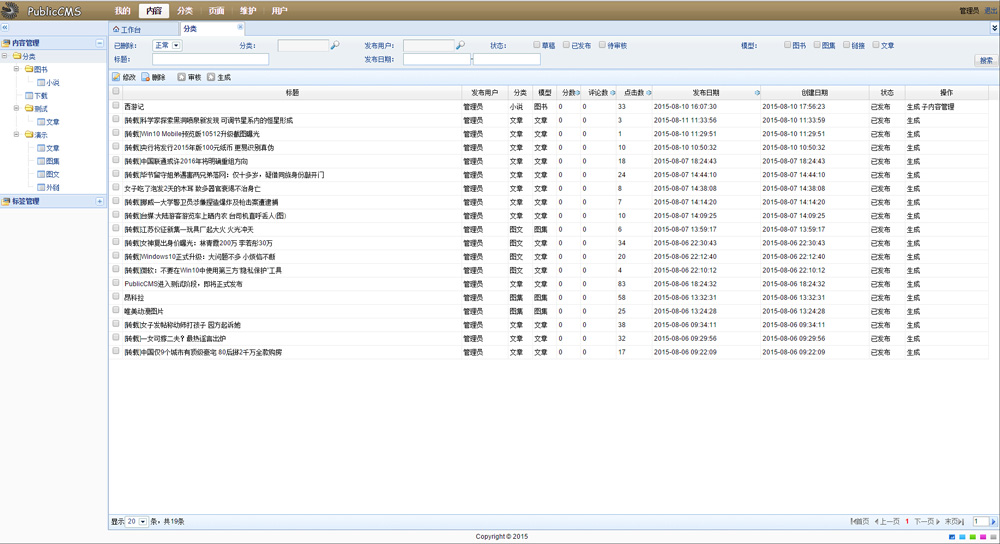 PublicCMS 我的 内容 分类 页面 维护 用户 管理员 退出
内容管理
分类
图书
小说
下载
测试
文章
演示
文章
图集
图文
外链
标签管理
工作台 分类
已删除: 正常 分类: 发布用户: 状态: 草稿 已发布 待审核 模型: 图书 图集 链接 文章
标题: 发布日期: - 搜索
修改 删除 审核 生成
标题 发布用户 分类 模型 分数 评论数 点击数 发布日期 创建日期 状态 操作
西游记 管理员 小说 图书 0 0 33 2015-08-10 16:07:30 2015-08-10 17:56:23 已发布 生成 子内容管理
[转载]科学家探索黑洞喷泉新发现 可调节星系内的恒星形成 管理员 文章 文章 0 0 3 2015-08-11 11:33:56 2015-08-11 11:33:59 已发布 生成
[转载]Win10 Mobile预览版10512升级截图曝光 管理员 文章 文章 0 0 1 2015-08-10 11:29:51 2015-08-10 11:29:51 已发布 生成
[转载]央行将发行2015年版100元纸币 更易识别真伪 管理员 文章 文章 0 0 10 2015-08-10 10:50:32 2015-08-10 10:50:32 已发布 生成
[转载]中国联通或许2016年将明确重组方向 管理员 文章 文章 0 0 18 2015-08-07 18:24:43 2015-08-07 18:24:43 已发布 生成
[转载]毕节留守姐弟遇害两兄弟落网：仅十多岁，疑借同族身份敲开门 管理员 文章 文章 0 0 24 2015-08-07 14:44:10 2015-08-07 14:44:10 已发布 生成
女子吃了泡发2天的木耳 致多器官衰竭不治身亡 管理员 文章 文章 0 0 8 2015-08-07 14:38:08 2015-08-07 14:38:08 已发布 生成
[转载]挪威一大学警卫员涉嫌捏造爆炸及枪击案遭逮捕 管理员 文章 文章 0 0 7 2015-08-07 14:14:20 2015-08-07 14:14:20 已发布 生成
[转载]台媒:大陆游客游览车上晒内衣 台司机直呼丢人(图) 管理员 图文 文章 0 0 10 2015-08-07 14:09:25 2015-08-07 14:09:25 已发布 生成
[转载]江苏仪征新集一玩具厂起大火 火光冲天 管理员 图文 图集 0 0 6 2015-08-07 13:59:17 2015-08-07 13:59:17 已发布 生成
[转载]女神复出身价曝光：林青霞200万 李若彤30万 管理员 图文 文章 0 0 34 2015-08-06 22:30:43 2015-08-06 22:30:43 已发布 生成
[转载]Windows10正式升级：大问题不多 小烦恼不断 管理员 图文 文章 0 0 20 2015-08-06 22:12:40 2015-08-06 22:12:40 已发布 生成
[转载]微软：不要在Win10中使用第三方“隐私保护”工具 管理员 图文 文章 0 0 4 2015-08-06 22:10:12 2015-08-06 22:10:12 已发布 生成
PublicCMS进入测试阶段，即将正式发布 管理员 文章 文章 0 0 83 2015-08-06 18:24:32 2015-08-06 18:24:32 已发布 生成
昂科拉 管理员 图集 图集 0 0 58 2015-08-06 13:32:31 2015-08-06 13:32:31 已发布 生成
唯美动漫图片 管理员 图集 图集 0 0 25 2015-08-06 13:24:28 2015-08-06 13:24:28 已发布 生成
[转载]女子发帖称幼师打孩子 园方起诉她 管理员 文章 文章 0 0 38 2015-08-06 09:34:11 2015-08-06 09:34:11 已发布 生成
[转载]一女可嫁二夫？最热谣言出炉 管理员 文章 文章 0 0 32 2015-08-06 09:29:56 2015-08-06 09:29:56 已发布 生成
[转载]中国仅9个城市有顶级豪宅 80后掷2千万全款购房 管理员 文章 文章 0 0 17 2015-08-06 09:22:09 2015-08-06 09:22:09 已发布 生成
显示 20 条，共19条 首页 上一页 1 下一页 末页 1
Copyright © 2015